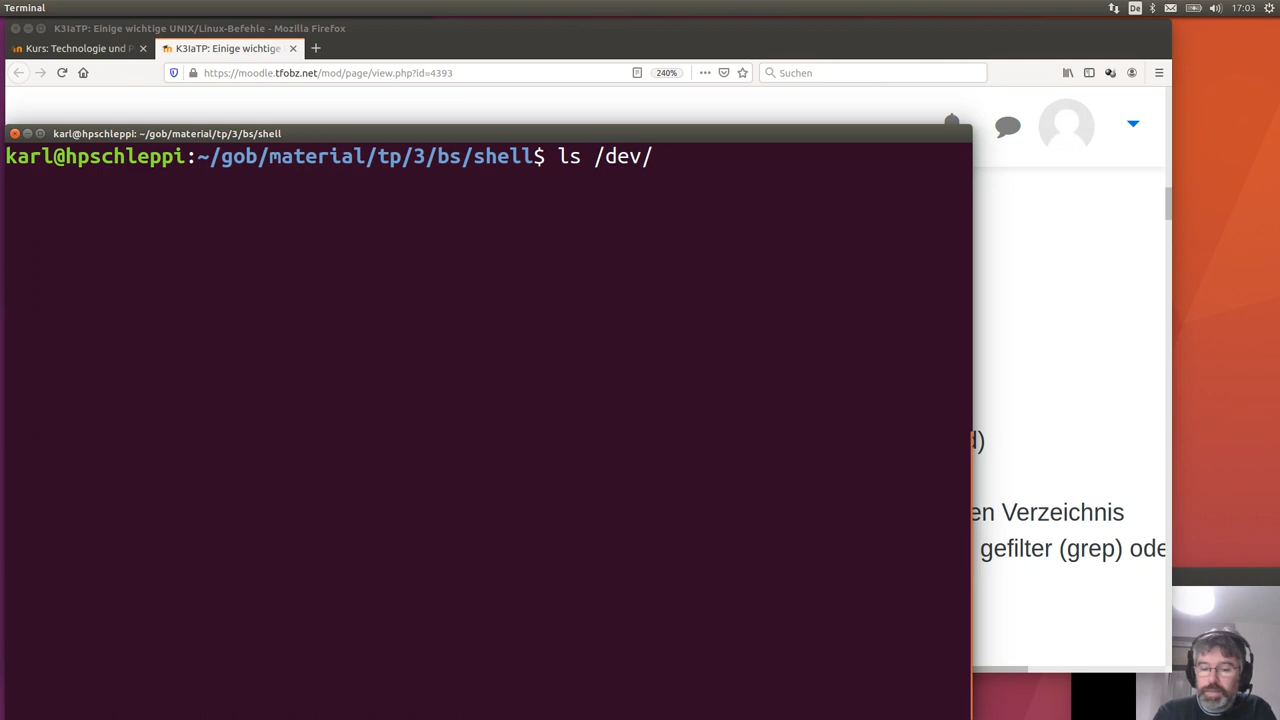 Terminal
De
17:03
K3IaTP: Einige wichtige UNIX/Linux-Befehle - Mozilla Firefox
Kurs: Technologie und P
K3IaTP: Einige wichtige
https://moodle.tfobz.net/mod/page/view.php?id=4393
240%
Suchen
karl@hpschleppi: ~/gob/material/tp/3/bs/shell
karl@hpschleppi:~/gob/material/tp/3/bs/shell$ ls /dev/
d)
en Verzeichnis
gefilter (grep) ode